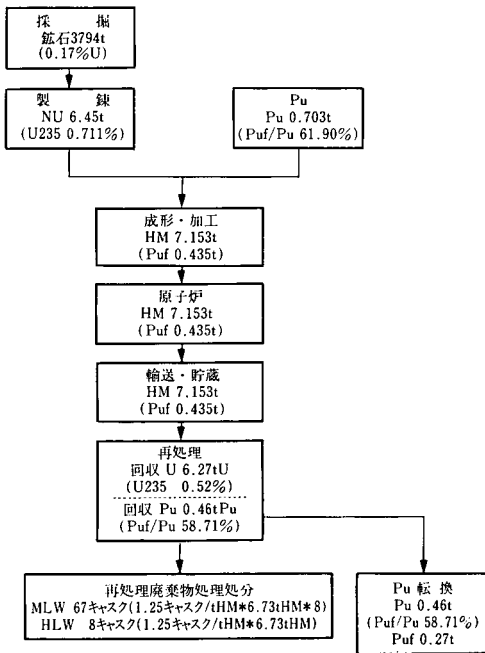 採 掘
鉱石3794t
(0.17%U)
製 錬
NU 6.45t
(U235 0.711%)
Pu
Pu 0.703t
(Puf/Pu 61.90%)
成形・加工
HM 7.153t
(Puf 0.435t)
原子炉
HM 7.153t
(Puf 0.435t)
輸送・貯蔵
HM 7.153t
(Puf 0.435t)
再処理
回収 U 6.27tU
(U235 0.52%)
回収 Pu 0.46tPu
(Puf/Pu 58.71%)
再処理廃棄物処理処分
MLW 67キャスク(1.25キャスク/tHM*6.73tHM*8)
HLW 8キャスク(1.25キャスク/tHM*6.73tHM)
Pu 転 換
Pu 0.46t
(Puf/Pu 58.71%)
Puf 0.27t